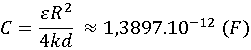 C = εR²/4kd ≈ 1,3897.10⁻¹² (F)